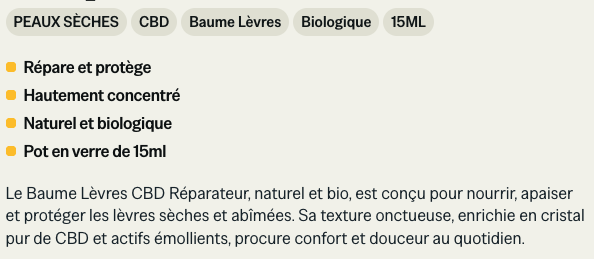 PEAUX SÈCHES CBD Baume Lèvres Biologique 15ML
Répare et protège
Hautement concentré
Naturel et biologique
Pot en verre de 15ml
Le Baume Lèvres CBD Réparateur, naturel et bio, est conçu pour nourrir, apaiser
et protéger les lèvres sèches et abîmées. Sa texture onctueuse, enrichie en cristal
pur de CBD et actifs émollients, procure confort et douceur au quotidien.